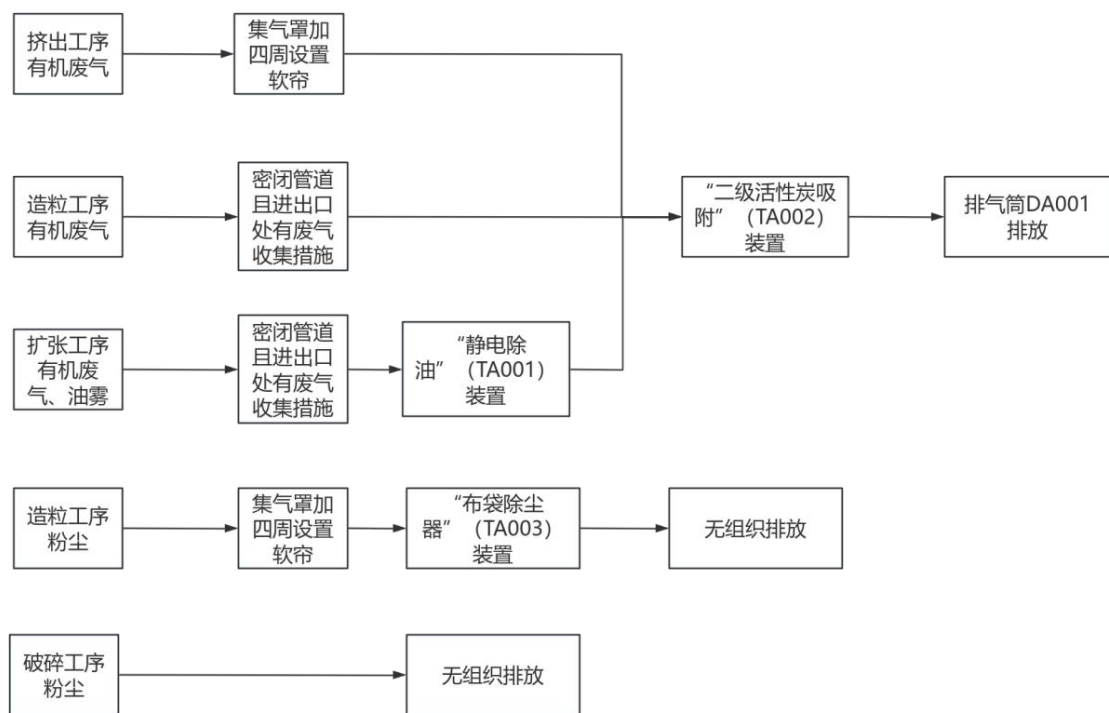 挤出工序
有机废气
集气罩加
四周设置
软帘
造粒工序
有机废气
密闭管道
且进出口
处有废气
收集措施
“二级活性炭吸
附”（TA002）
装置
排气筒DA001
排放
扩张工序
有机废
气、油雾
密闭管道
且进出口
处有废气
收集措施
“静电除
油”（TA001）
装置
造粒工序
粉尘
集气罩加
四周设置
软帘
“布袋除尘
器”（TA003）
装置
无组织排放
破碎工序
粉尘
无组织排放